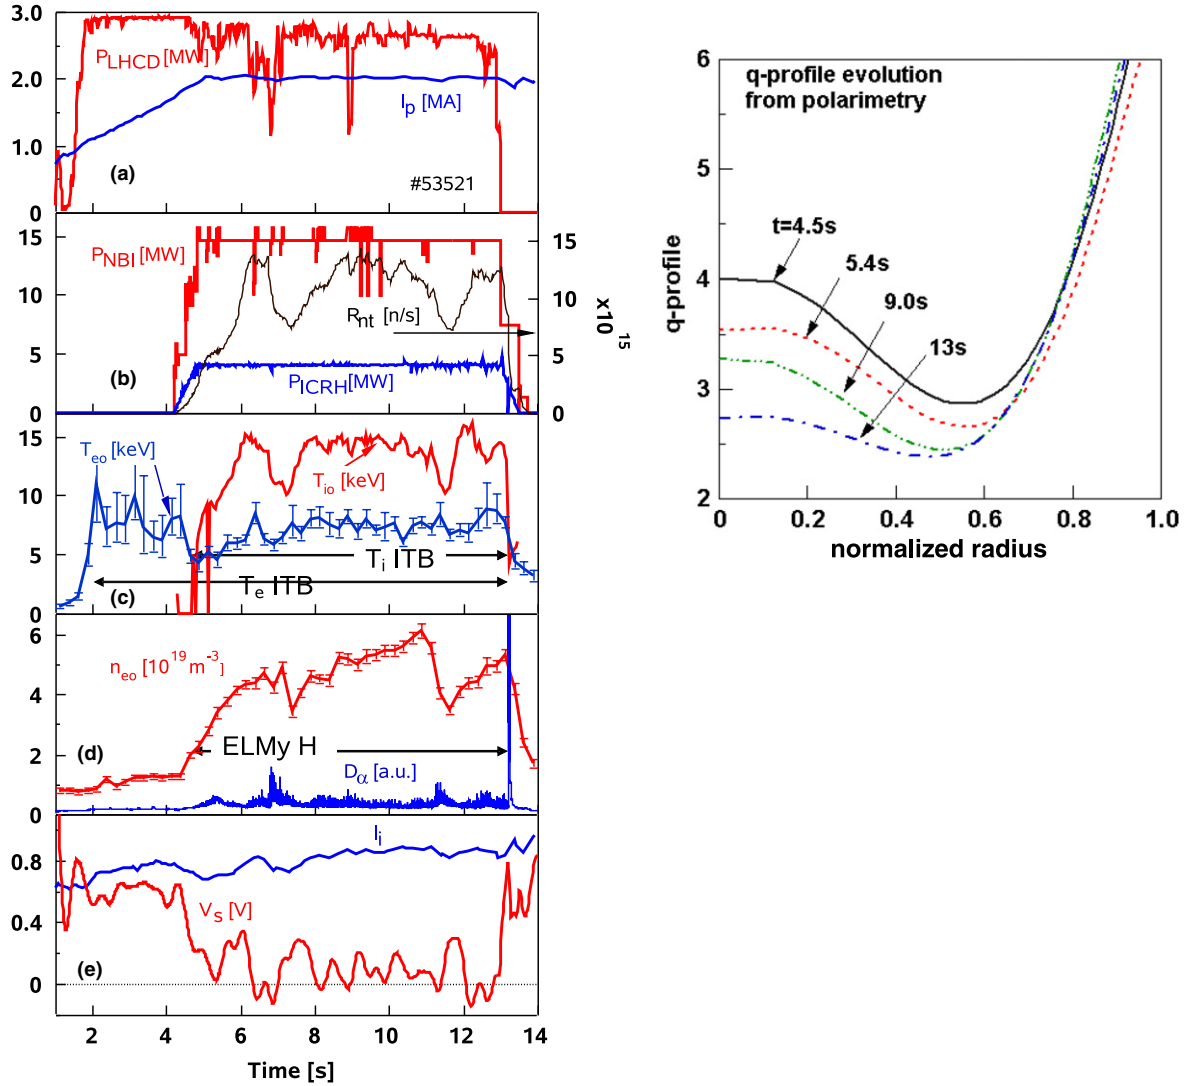 3.0
2.0
1.0
0
P_LHCD [MW]
I_p [MA]
(a)
#53521
15
10
5
0
15
10
5
0
x10^15
P_NBI [MW]
R_nt [n/s]
(b)
P_ICRH [MW]
15
10
5
0
T_eo [keV]
T_io [keV]
T_i ITB
T_e ITB
(c)
6
4
2
0
n_eo [10^19 m^-3]
(d)
ELMy H
D_α [a.u.]
0.8
0.4
0
l_i
V_S [V]
(e)
2 4 6 8 10 12 14
Time [s]
6
5
4
3
2
q-profile
q-profile evolution
from polarimetry
t=4.5s
5.4s
9.0s
13s
0 0.2 0.4 0.6 0.8 1.0
normalized radius